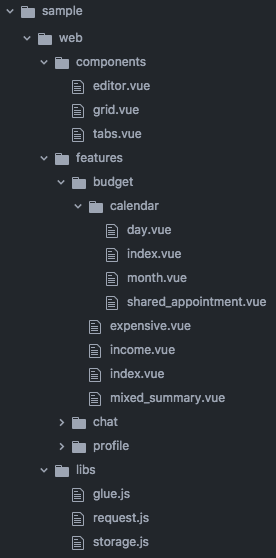 sample
web
components
editor.vue
grid.vue
tabs.vue
features
budget
calendar
day.vue
index.vue
month.vue
shared_appointment.vue
expensive.vue
income.vue
index.vue
mixed_summary.vue
chat
profile
libs
glue.js
request.js
storage.js